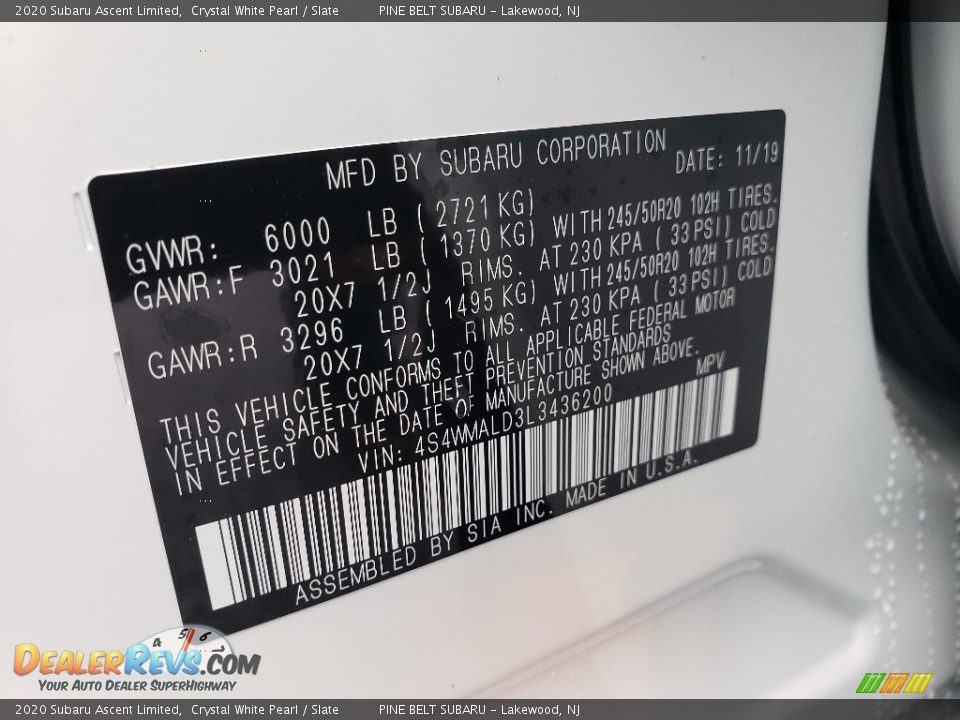 2020 Subaru Ascent Limited, Crystal White Pearl / Slate PINE BELT SUBARU - Lakewood, NJ
MFD BY SUBARU CORPORATION
DATE: 11/19
GVWR: 6000 LB ( 2721 KG)
GAWR:F 3021 LB ( 1370 KG) WITH 245/50R20 102H TIRES.
20X7 1/2J RIMS. AT 230 KPA ( 33 PSI) COLD
GAWR:R 3296 LB ( 1495 KG) WITH 245/50R20 102H TIRES.
20X7 1/2J RIMS. AT 230 KPA ( 33 PSI) COLD
THIS VEHICLE CONFORMS TO ALL APPLICABLE FEDERAL MOTOR
VEHICLE SAFETY AND THEFT PREVENTION STANDARDS
IN EFFECT ON THE DATE OF MANUFACTURE SHOWN ABOVE.
VIN: 4S4WMALD3L3436200 MPV
ASSEMBLED BY SIA INC. MADE IN U.S.A.
4 5 6 7
DEALERREVS.COM
YOUR AUTO DEALER SUPERHIGHWAY
2020 Subaru Ascent Limited, Crystal White Pearl / Slate PINE BELT SUBARU - Lakewood, NJ